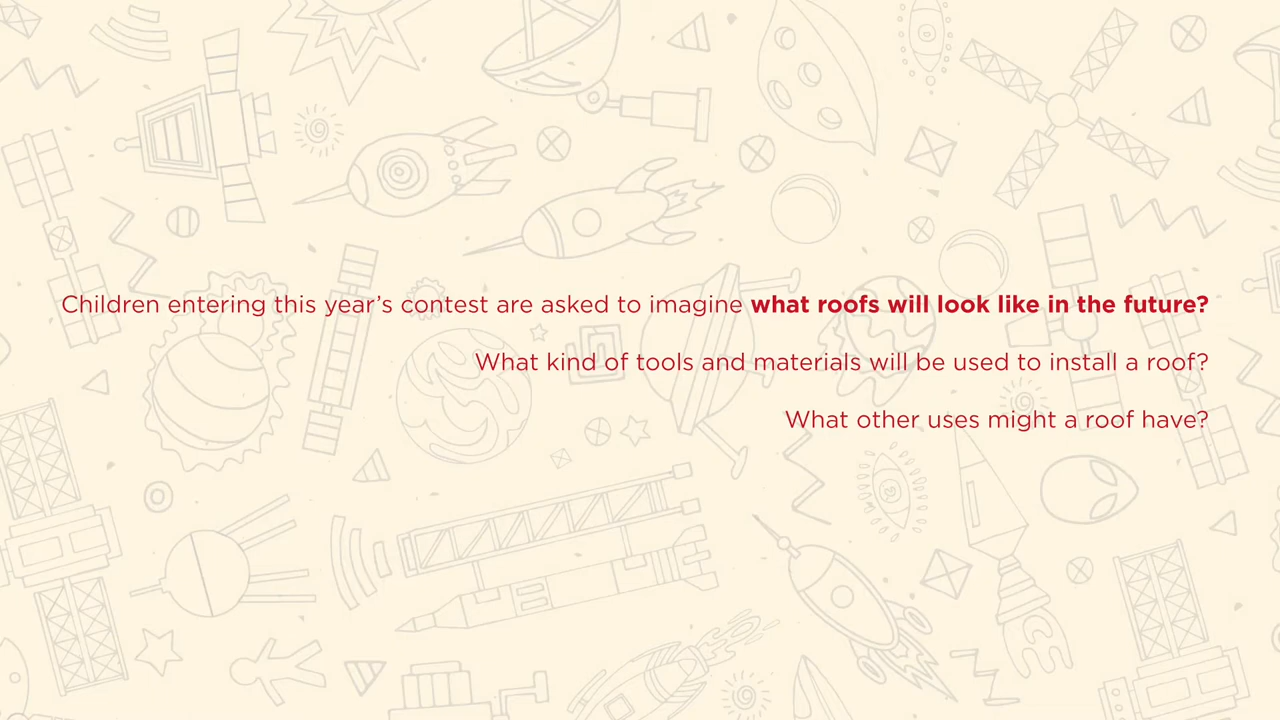 Children entering this year’s contest are asked to imagine what roofs will look like in the future?
What kind of tools and materials will be used to install a roof?
What other uses might a roof have?